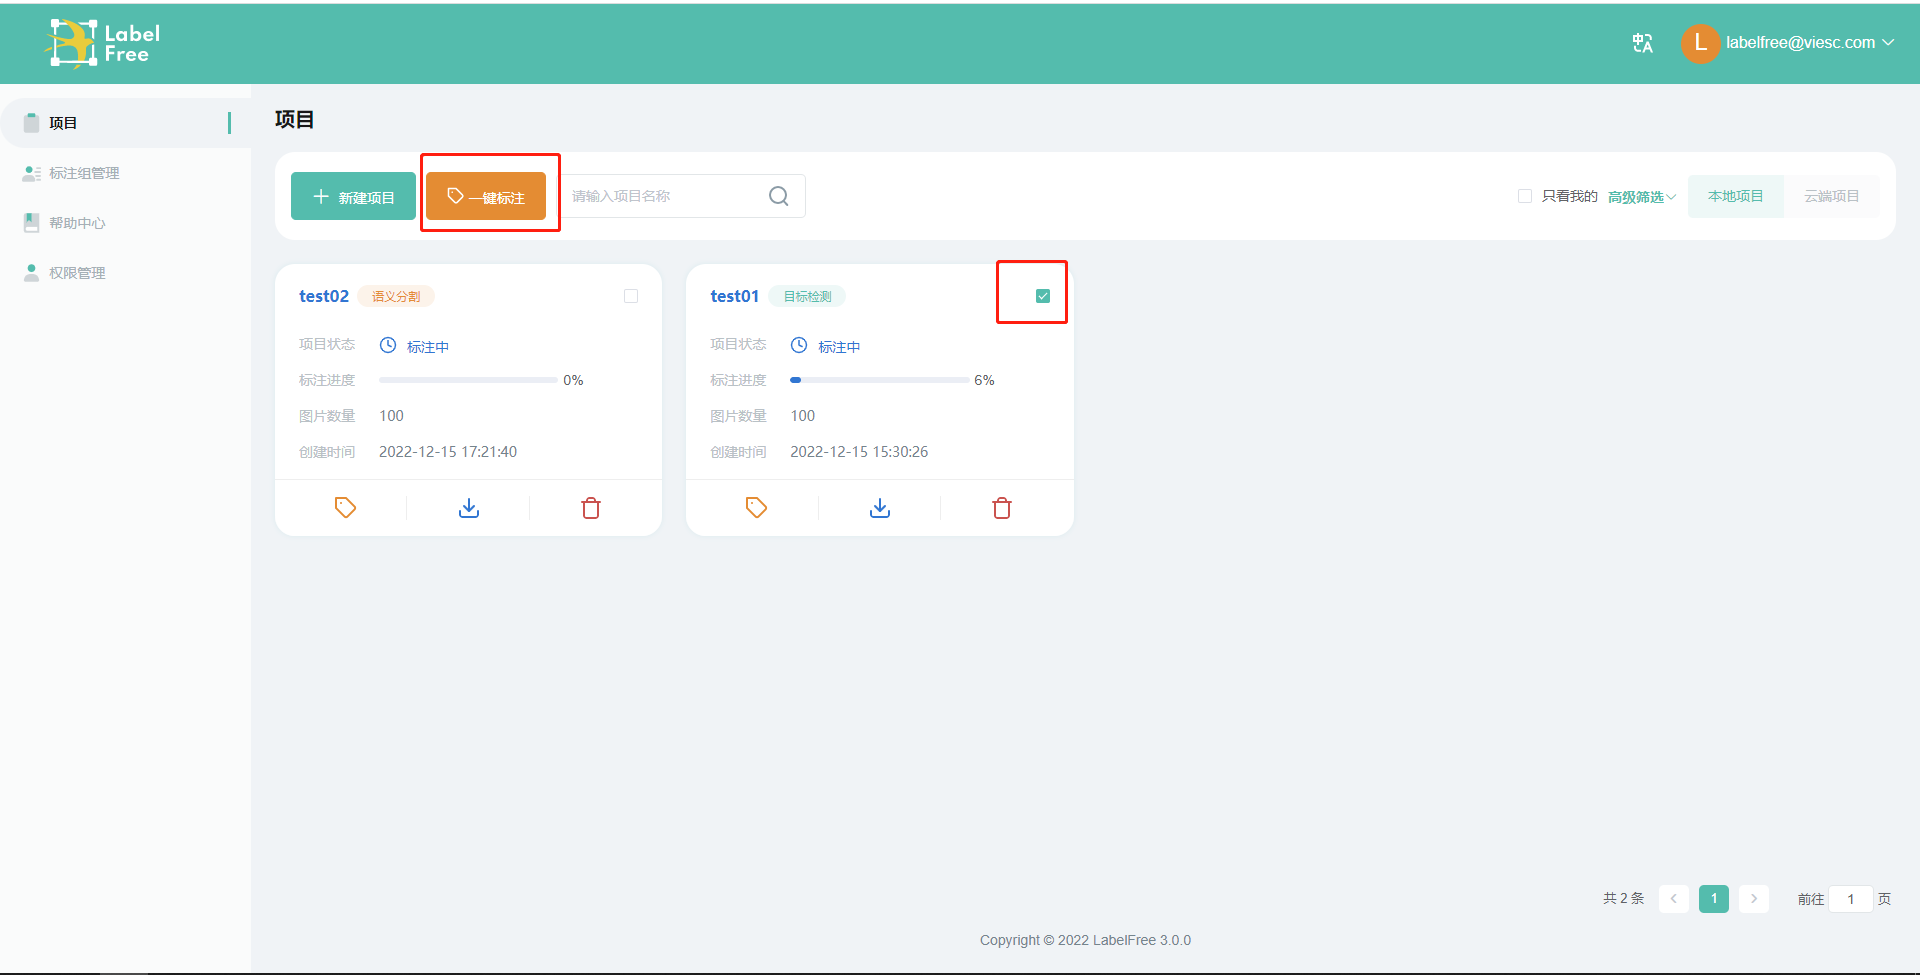 Label
Free
L labelfree@viesc.com
项目
标注组管理
帮助中心
权限管理
项目
新建项目
一键标注
请输入项目名称
只看我的
高级筛选
本地项目
云端项目
test02 语义分割
项目状态 标注中
标注进度 0%
图片数量 100
创建时间 2022-12-15 17:21:40
test01 目标检测
项目状态 标注中
标注进度 6%
图片数量 100
创建时间 2022-12-15 15:30:26
共 2 条 1 前往 1 页
Copyright © 2022 LabelFree 3.0.0